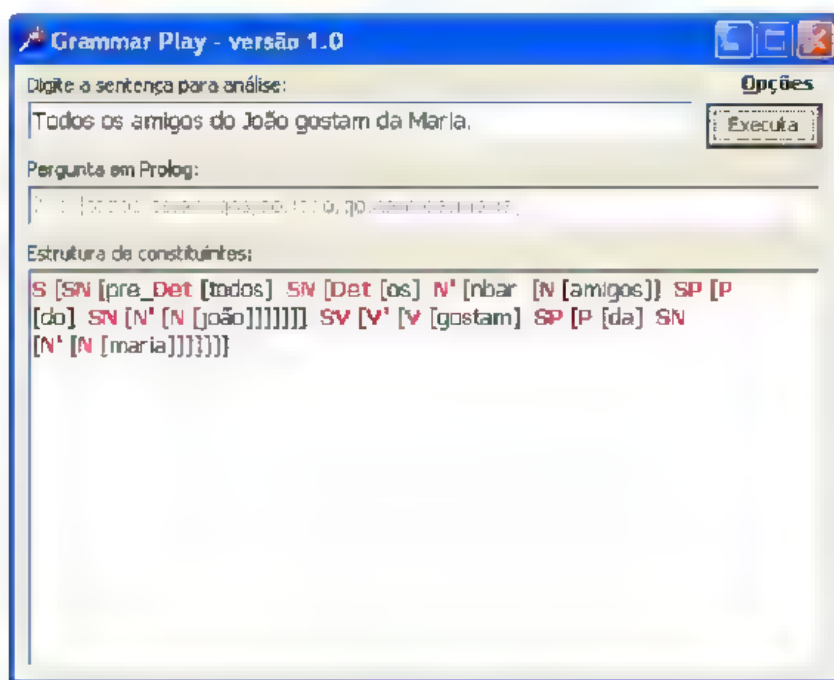 Grammar Play - versão 1.0
Digite a sentença para análise:
Opções
Todos os amigos do João gostam da Maria.
Executa
Pergunta em Prolog:
Estrutura de constituintes:
S [SN [pre_Det [todos] SN [Det [os] N' [nbar [N [amigos]] SP [P
[do] SN [N' [N [joão]]]]]]] SV [V' [V [gostam] SP [P [da] SN
[N' [N [maria]]]]]]]